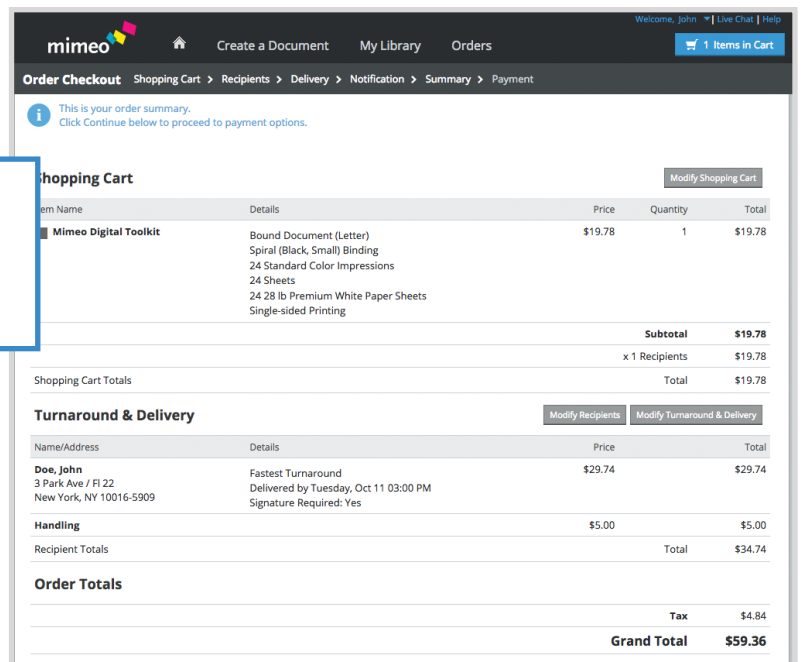 Welcome, John | Live Chat | Help
mimeo Create a Document My Library Orders 1 Items in Cart
Order Checkout Shopping Cart > Recipients > Delivery > Notification > Summary > Payment
This is your order summary.
Click Continue below to proceed to payment options.
hopping Cart Modify Shopping Cart
em Name Details Price Quantity Total
Mimeo Digital Toolkit Bound Document (Letter) $19.78 1 $19.78
Spiral (Black, Small) Binding
24 Standard Color Impressions
24 Sheets
24 28 lb Premium White Paper Sheets
Single-sided Printing
Subtotal $19.78
x 1 Recipients $19.78
Shopping Cart Totals Total $19.78
Turnaround & Delivery Modify Recipients Modify Turnaround & Delivery
Name/Address Details Price Total
Doe, John Fastest Turnaround $29.74 $29.74
3 Park Ave / Fl 22 Delivered by Tuesday, Oct 11 03:00 PM
New York, NY 10016-5909 Signature Required: Yes
Handling $5.00 $5.00
Recipient Totals Total $34.74
Order Totals
Tax $4.84
Grand Total $59.36